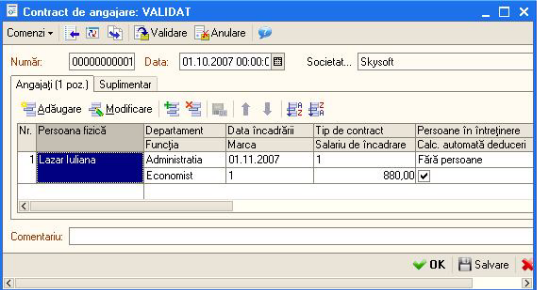 Contract de angajare: VALIDAT
Comenzi Validare Anulare
Număr: 00000000001 Data: 01.10.2007 00:00:0 Societat... Skysoft
Angajați (1 poz.) Suplimentar
Adăugare Modificare
Nr. Persoana fizică Departament Data încadrării Tip de contract Persoane în întreținere
Funcția Marca Salariu de încadrare Calc. automată deduceri
1 Lazar Iuliana Administratia 01.11.2007 1 Fără persoane
Economist 1 880,00
Comentariu:
OK Salvare